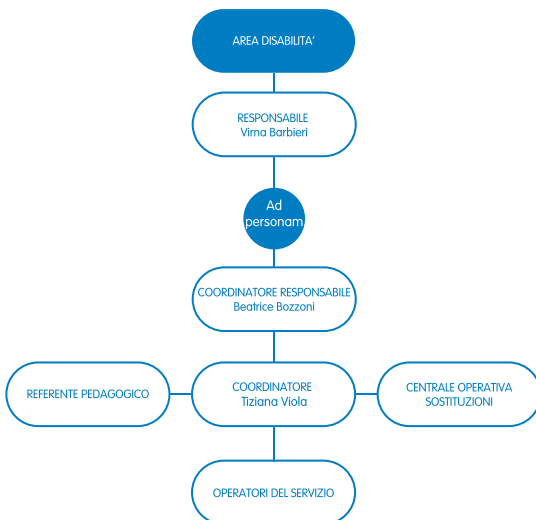 AREA DISABILITA'
RESPONSABILE
Virna Barbieri
Ad
personam
COORDINATORE RESPONSABILE
Beatrice Bozzoni
REFERENTE PEDAGOGICO
COORDINATORE
Tiziana Viola
CENTRALE OPERATIVA
SOSTITUZIONI
OPERATORI DEL SERVIZIO